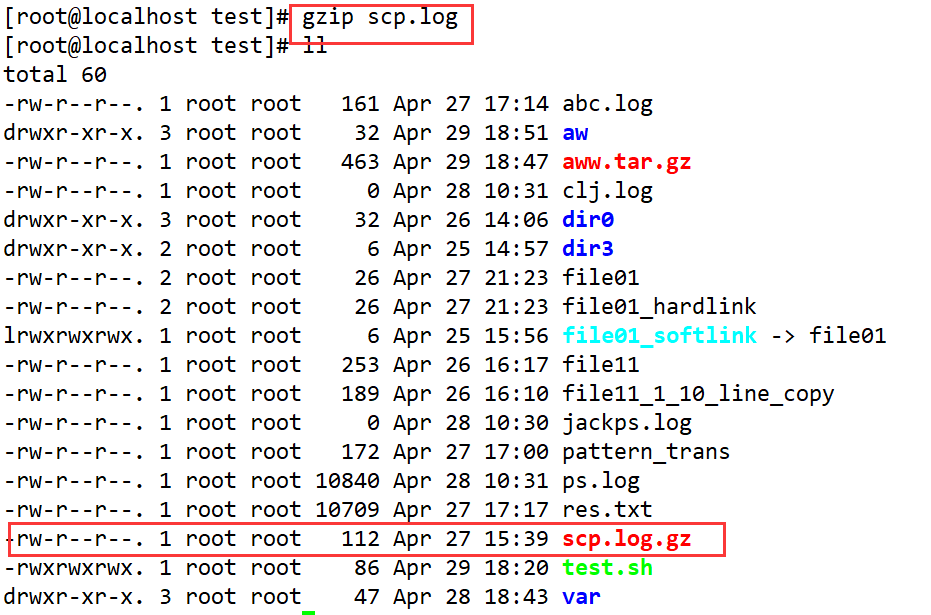 [root@localhost test]# gzip scp.log
[root@localhost test]# ll
total 60
-rw-r--r--. 1 root root   161 Apr 27 17:14 abc.log
drwxr-xr-x. 3 root root    32 Apr 29 18:51 aw
-rw-r--r--. 1 root root   463 Apr 29 18:47 aww.tar.gz
-rw-r--r--. 1 root root     0 Apr 28 10:31 clj.log
drwxr-xr-x. 3 root root    32 Apr 26 14:06 dir0
drwxr-xr-x. 2 root root     6 Apr 25 14:57 dir3
-rw-r--r--. 2 root root    26 Apr 27 21:23 file01
-rw-r--r--. 2 root root    26 Apr 27 21:23 file01_hardlink
lrwxrwxrwx. 1 root root     6 Apr 25 15:56 file01_softlink -> file01
-rw-r--r--. 1 root root   253 Apr 26 16:17 file11
-rw-r--r--. 1 root root   189 Apr 26 16:10 file11_1_10_line_copy
-rw-r--r--. 1 root root     0 Apr 28 10:30 jackps.log
-rw-r--r--. 1 root root   172 Apr 27 17:00 pattern_trans
-rw-r--r--. 1 root root 10840 Apr 28 10:31 ps.log
-rw-r--r--. 1 root root 10709 Apr 27 17:17 res.txt
-rw-r--r--. 1 root root   112 Apr 27 15:39 scp.log.gz
-rwxrwxrwx. 1 root root    86 Apr 29 18:20 test.sh
drwxr-xr-x. 3 root root    47 Apr 28 18:43 var